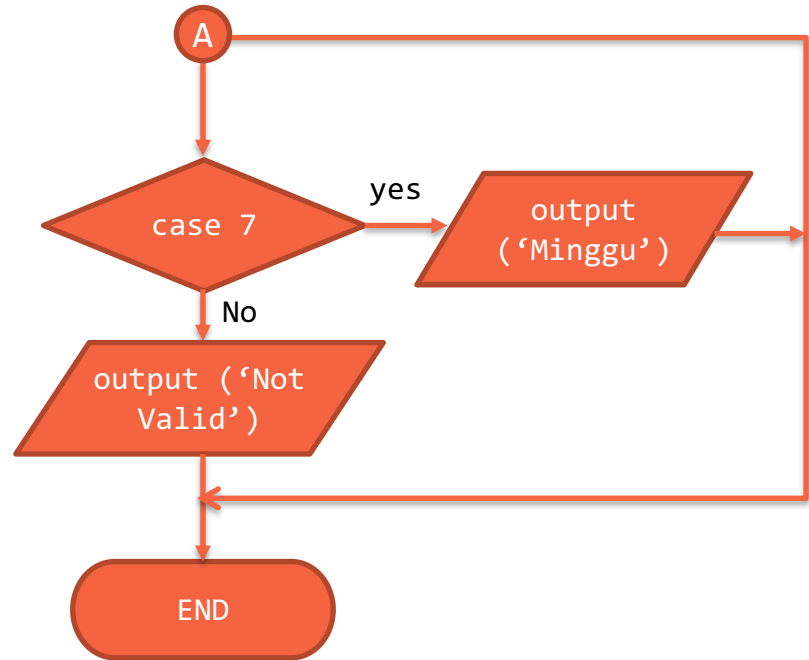 A
case 7
yes
output
(‘Minggu’)
No
output (‘Not
Valid’)
END